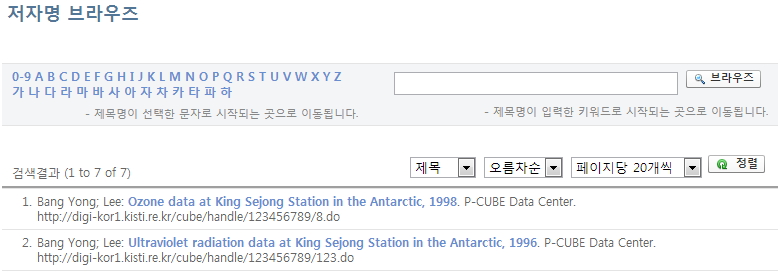 저자명 브라우즈
0-9 A B C D E F G H I J K L M N O P Q R S T U V W X Y Z
가 나 다 라 마 바 사 아 자 차 카 타 파 하
브라우즈
- 제목명이 선택한 문자로 시작되는 곳으로 이동됩니다.
- 제목명이 입력한 키워드로 시작되는 곳으로 이동됩니다.
검색결과 (1 to 7 of 7)
제목 오름차순 페이지당 20개씩 정렬
1. Bang Yong; Lee: Ozone data at King Sejong Station in the Antarctic, 1998. P-CUBE Data Center.
http://digi-kor1.kisti.re.kr/cube/handle/123456789/8.do
2. Bang Yong; Lee: Ultraviolet radiation data at King Sejong Station in the Antarctic, 1996. P-CUBE Data Center.
http://digi-kor1.kisti.re.kr/cube/handle/123456789/123.do